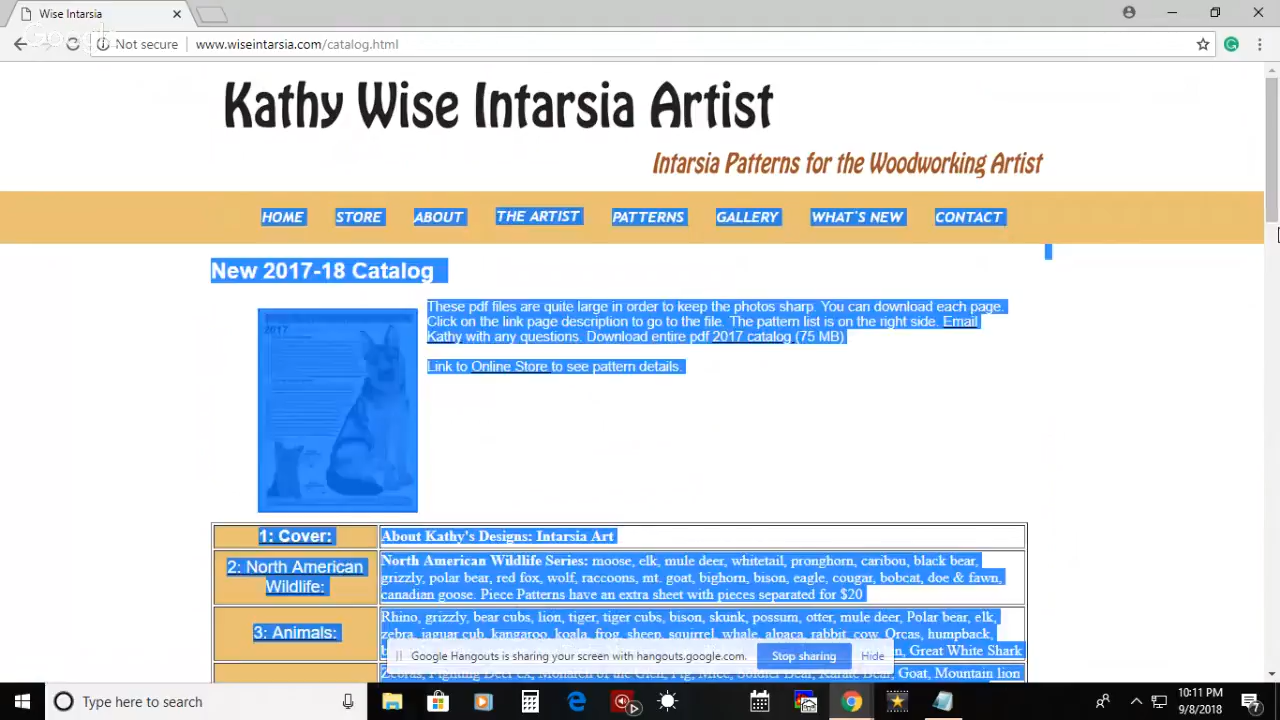 Wise Intarsia
Google
Not secure
www.wiseintarsia.com/catalog.html
Kathy Wise Intarsia Artist
Intarsia Patterns for the Woodworking Artist
HOME STORE ABOUT THE ARTIST PATTERNS GALLERY WHAT'S NEW CONTACT
New 2017-18 Catalog
These pdf files are quite large in order to keep the photos sharp. You can download each page.
Click on the link page description to go to the file. The pattern list is on the right side. Email
Kathy with any questions. Download entire pdf 2017 catalog (75 MB)
Link to Online Store to see pattern details.
2017
1: Cover:
About Kathy's Designs: Intarsia Art
2: North American
Wildlife:
North American Wildlife Series: moose, elk, mule deer, whitetail, pronghorn, caribou, black bear,
grizzly, polar bear, red fox, wolf, raccoons, mt. goat, bighorn, bison, eagle, cougar, bobcat, doe & fawn,
canadian goose. Piece Patterns have an extra sheet with pieces separated for $20
3: Animals:
Rhino, grizzly, bear cubs, lion, tiger, tiger cubs, bison, skunk, possum, otter, mule deer, Polar bear, elk,
zebra, jaguar cub, kangaroo, koala, frog, sheep, squirrel, whale, alpaca, rabbit, cow, Orcas, humpback,
Great White Shark
Goat, Mountain lion
Google Hangouts is sharing your screen with hangouts.google.com.
Stop sharing
Hide
Type here to search
10:11 PM
9/8/2018
7